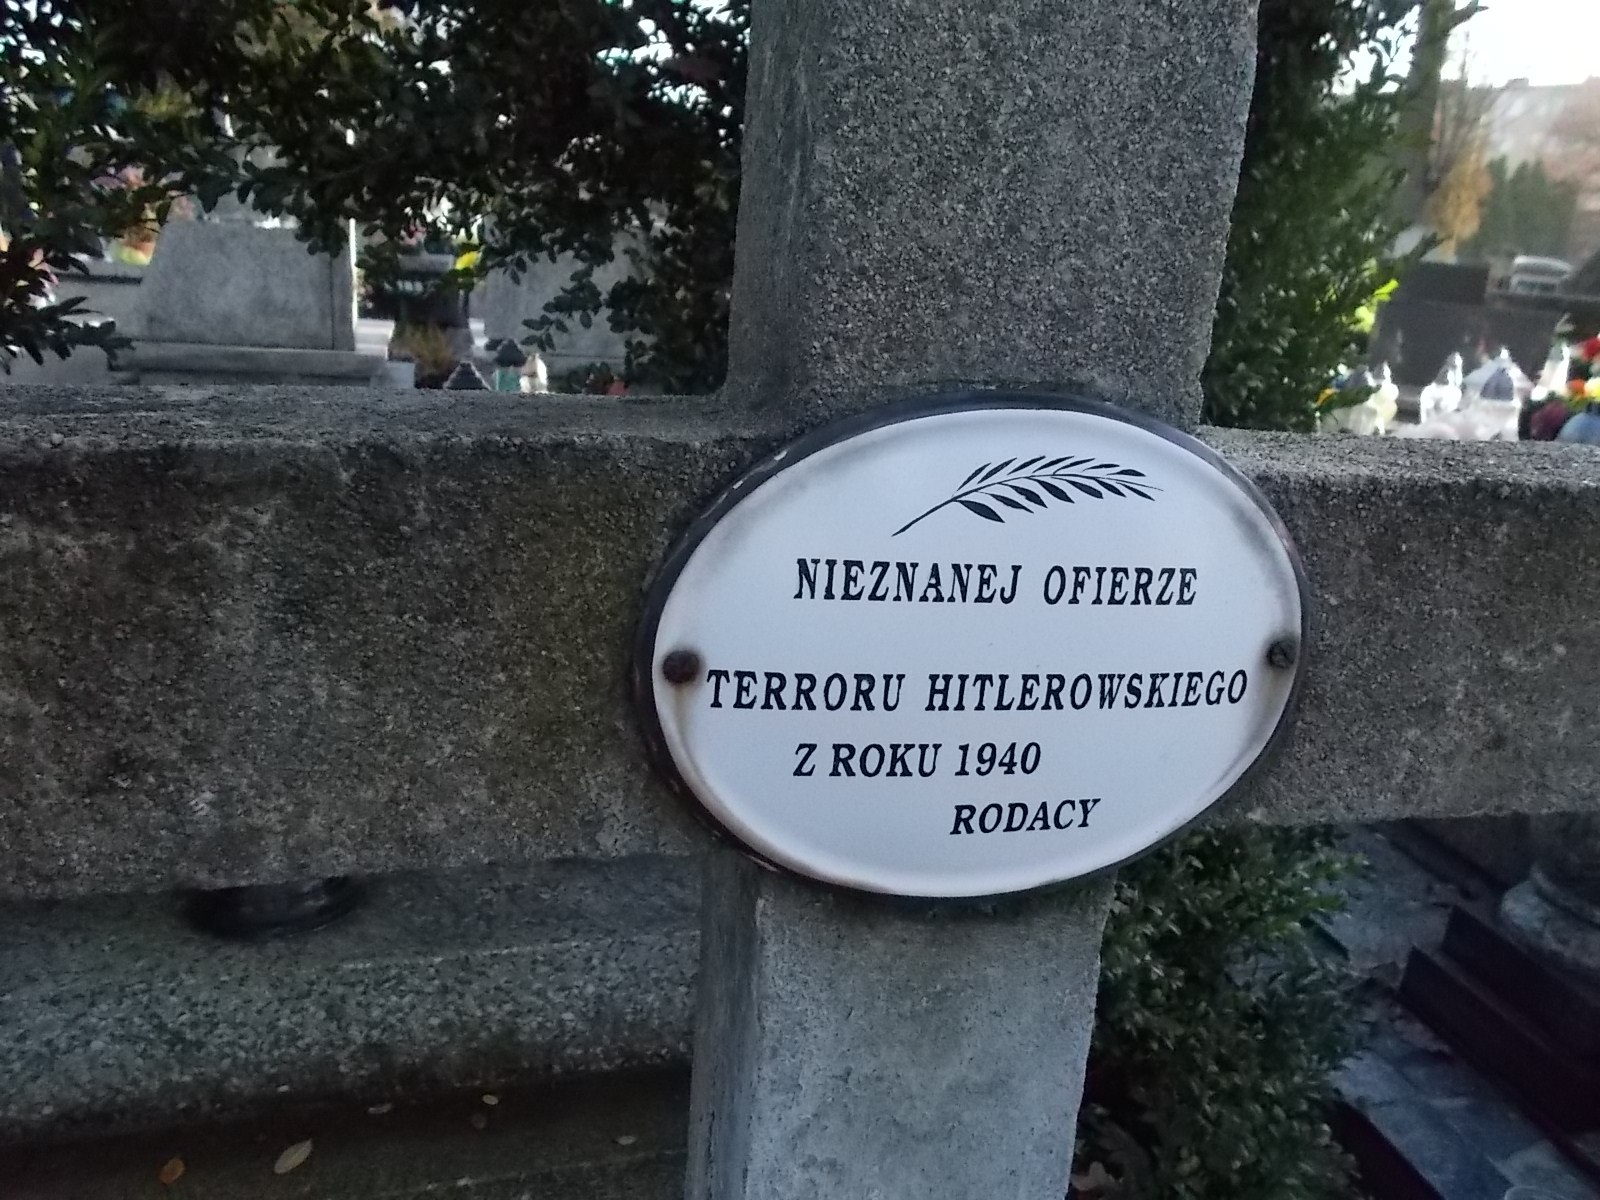 NIEZNANEJ OFIERZE
TERRORU HITLEROWSKIEGO
Z ROKU 1940
RODACY